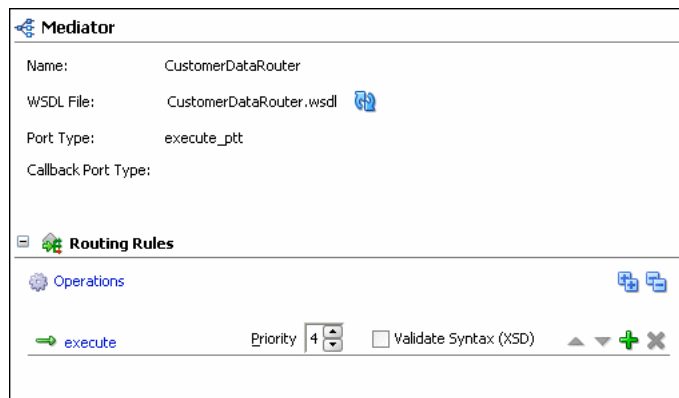 Mediator
Name: CustomerDataRouter
WSDL File: CustomerDataRouter.wsdl
Port Type: execute_ptt
Callback Port Type:
Routing Rules
Operations
execute Priority 4 Validate Syntax (XSD)